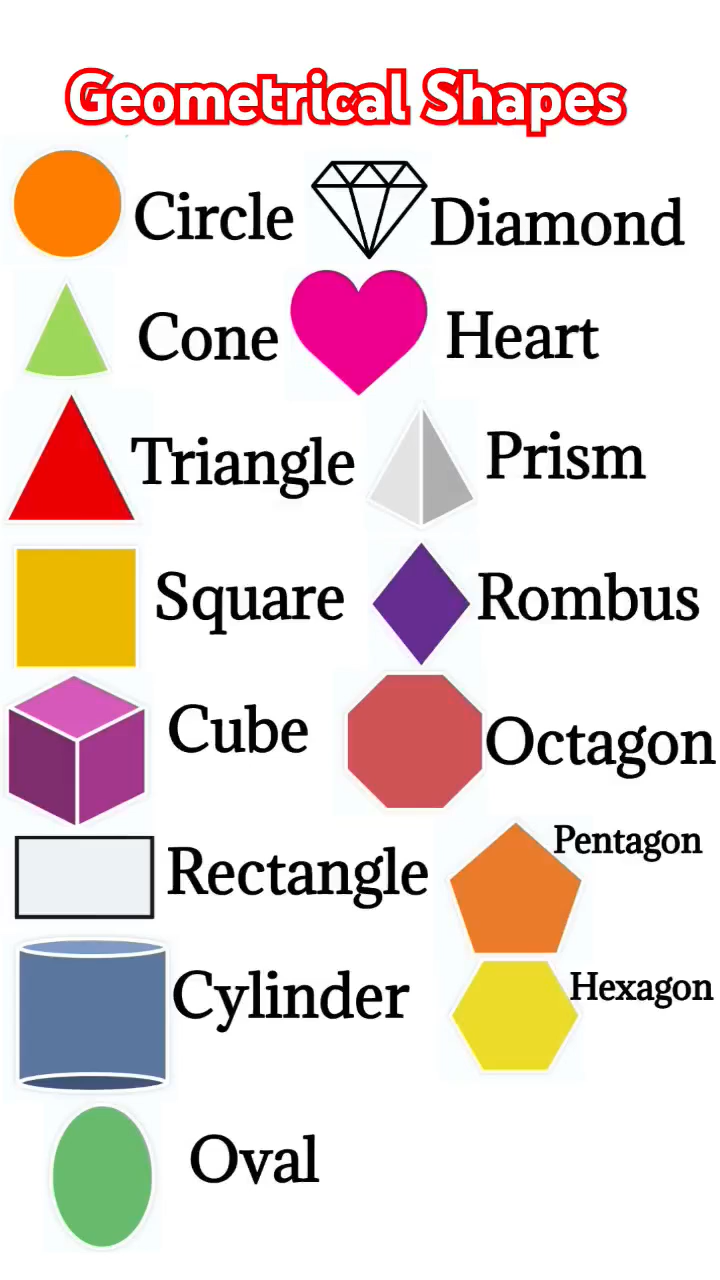 Geometrical Shapes
Circle
Diamond
Cone
Heart
Triangle
Prism
Square
Rombus
Cube
Octagon
Rectangle
Pentagon
Cylinder
Hexagon
Oval